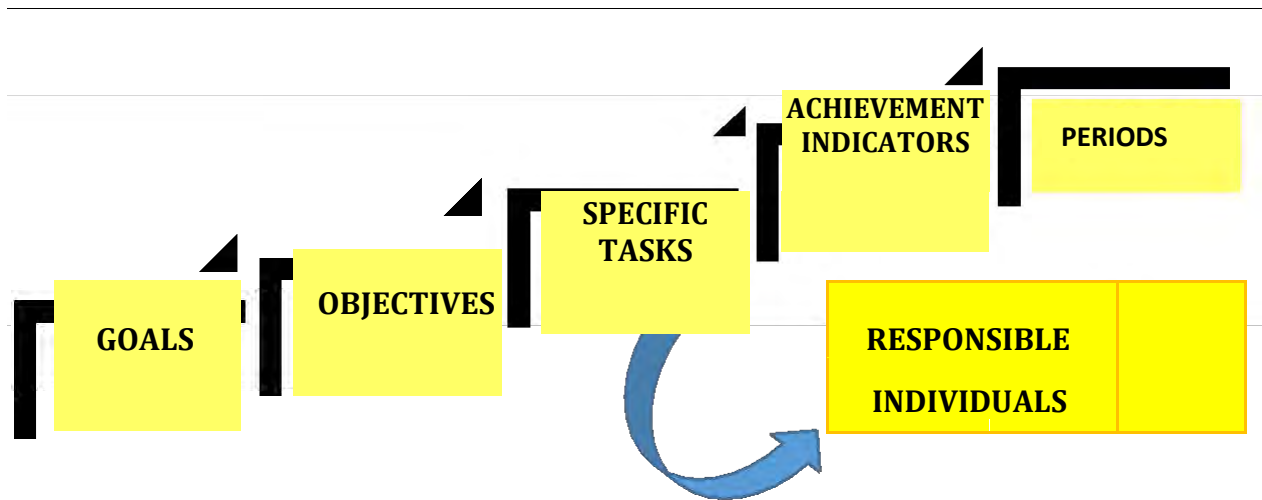 GOALS
OBJECTIVES
SPECIFIC
TASKS
ACHIEVEMENT
INDICATORS
PERIODS
RESPONSIBLE
INDIVIDUALS